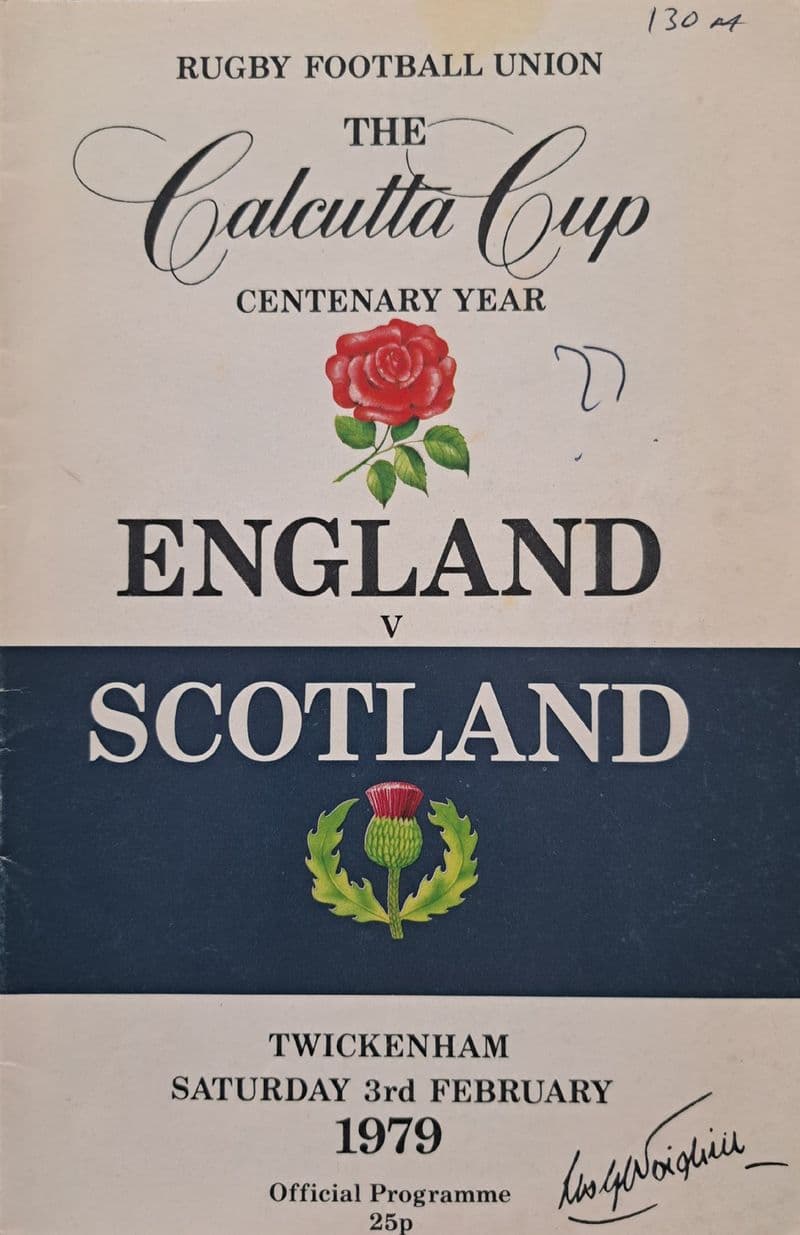 130
RUGBY FOOTBALL UNION
THE
Calcutta Cup
CENTENARY YEAR
ENGLAND
V
SCOTLAND
TWICKENHAM
SATURDAY 3rd FEBRUARY
1979
Official Programme
25p